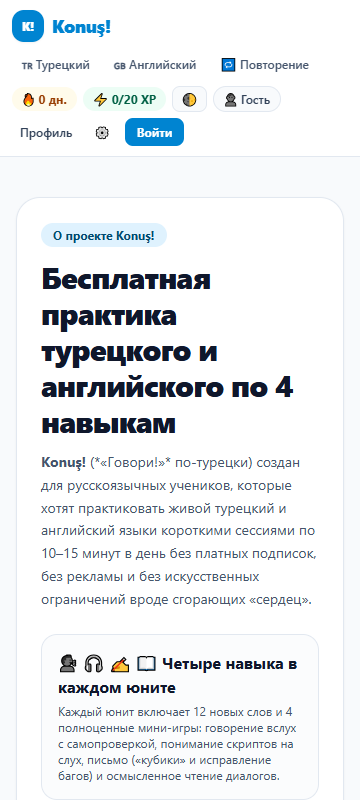 K!
Konuş!
TR Турецкий
GB Английский
Повторение
0 дн.
0/20 XP
Гость
Профиль
Войти
О проекте Konuş!
Бесплатная
практика
турецкого и
английского по 4
навыкам
Konuş! (*«Говори!»* по-турецки) создан
для русскоязычных учеников, которые
хотят практиковать живой турецкий и
английский языки короткими сессиями по
10–15 минут в день без платных подписок,
без рекламы и без искусственных
ограничений вроде сгорающих «сердец».
Четыре навыка в
каждом юните
Каждый юнит включает 12 новых слов и 4
полноценные мини-игры: говорение вслух
с самопроверкой, понимание скриптов на
слух, письмо («кубики» и исправление
багов) и осмысленное чтение диалогов.